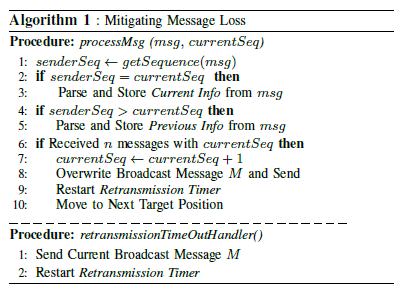 Algorithm 1 : Mitigating Message Loss
Procedure: processMsg (msg, currentSeq)
1: senderSeq ← getSequence(msg)
2: if senderSeq = currentSeq then
3: Parse and Store Current Info from msg
4: if senderSeq > currentSeq then
5: Parse and Store Previous Info from msg
6: if Received n messages with currentSeq then
7: currentSeq ← currentSeq + 1
8: Overwrite Broadcast Message M and Send
9: Restart Retransmission Timer
10: Move to Next Target Position
Procedure: retransmissionTimeOutHandler()
1: Send Current Broadcast Message M
2: Restart Retransmission Timer